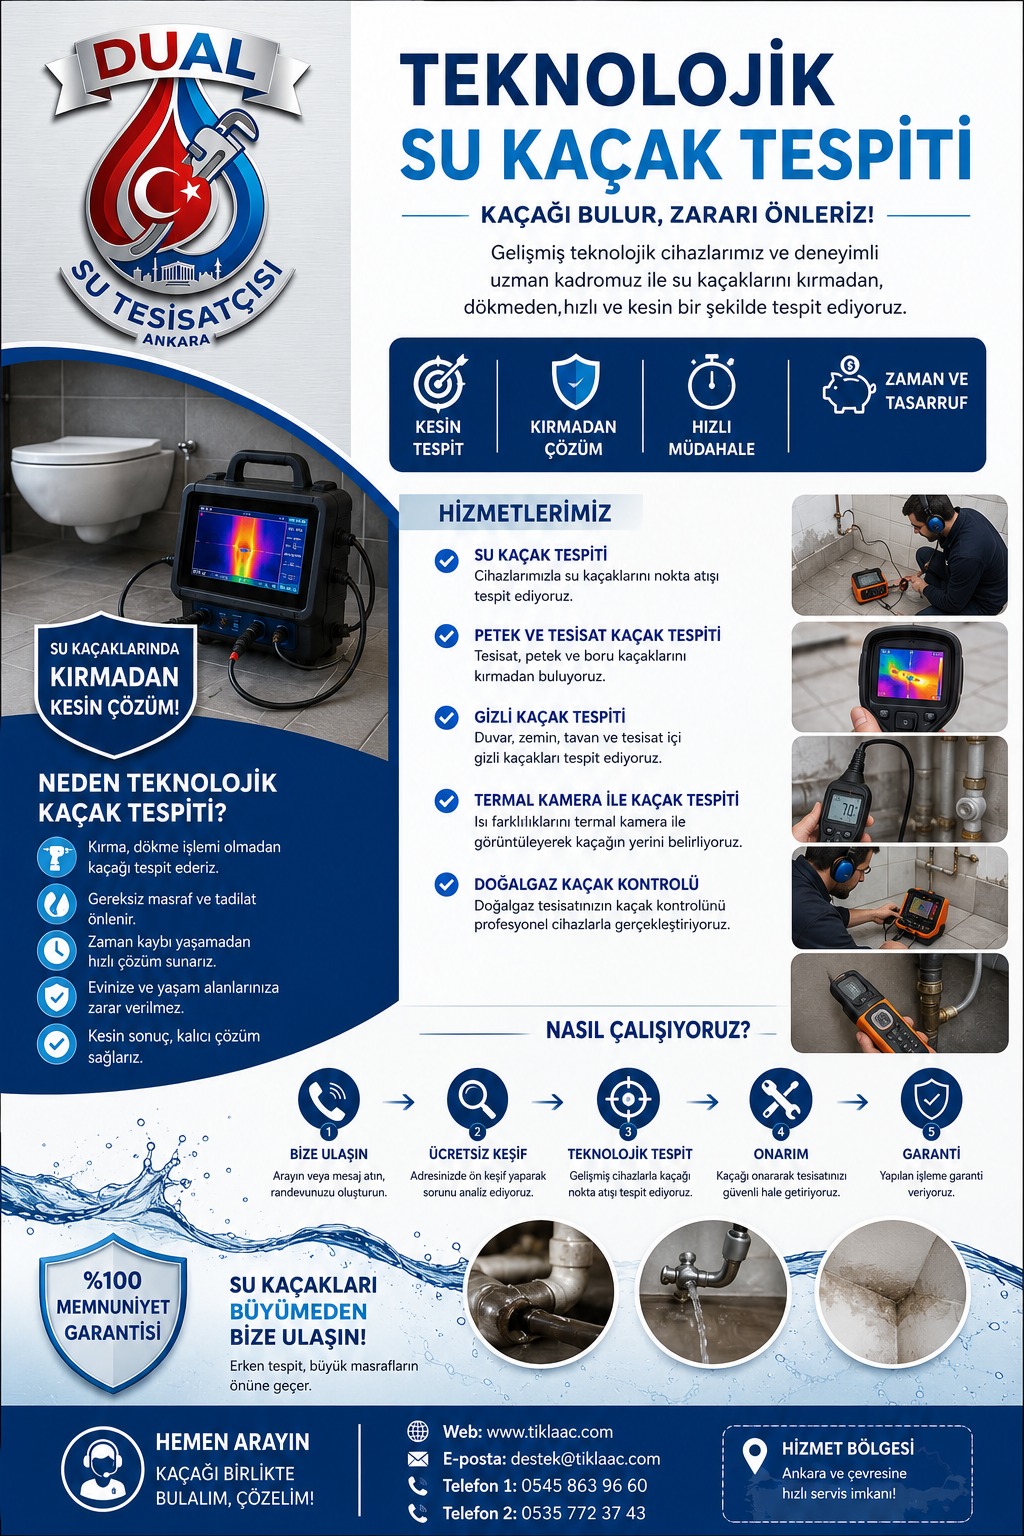 DUAL
SU TESİSATÇISI
ANKARA
TEKNOLOJİK
SU KAÇAK TESPİTİ
KAÇAĞI BULUR, ZARARI ÖNLERİZ!
Gelişmiş teknolojik cihazlarımız ve deneyimli
uzman kadromuz ile su kaçaklarını kırmadan,
dökmeden,hızlı ve kesin bir şekilde tespit ediyoruz.
KESİN
TESPİT
KIRMADAN
ÇÖZÜM
HIZLI
MÜDAHALE
ZAMAN VE
TASARRUF
SU KAÇAKLARINDA
KIRMADAN
KESİN ÇÖZÜM!
NEDEN TEKNOLOJİK
KAÇAK TESPİTİ?
Kırma, dökme işlemi olmadan
kaçağı tespit ederiz.
Gereksiz masraf ve tadilat
önlenir.
Zaman kaybı yaşamadan
hızlı çözüm sunarız.
Evinize ve yaşam alanlarınıza
zarar verilmez.
Kesin sonuç, kalıcı çözüm
sağlarız.
HİZMETLERİMİZ
SU KAÇAK TESPİTİ
Cihazlarımızla su kaçaklarını nokta atışı
tespit ediyoruz.
PETEK VE TESİSAT KAÇAK TESPİTİ
Tesisat, petek ve boru kaçaklarını
kırmadan buluyoruz.
GİZLİ KAÇAK TESPİTİ
Duvar, zemin, tavan ve tesisat içi
gizli kaçakları tespit ediyoruz.
TERMAL KAMERA İLE KAÇAK TESPİTİ
Isı farklılıklarını termal kamera ile
görüntüleyerek kaçağın yerini belirliyoruz.
DOĞALGAZ KAÇAK KONTROLÜ
Doğalgaz tesisatınızın kaçak kontrolünü
profesyonel cihazlarla gerçekleştiriyoruz.
NASIL ÇALIŞIYORUZ?
1
BİZE ULAŞIN
Arayın veya mesaj atın,
randevunuzu oluşturun.
2
ÜCRETSİZ KEŞİF
Adresinizde ön keşif yaparak
sorunu analiz ediyoruz.
3
TEKNOLOJİK TESPİT
Gelişmiş cihazlarla kaçağı
nokta atışı tespit ediyoruz.
4
ONARIM
Kaçağı onararak tesisatınızı
güvenli hale getiriyoruz.
5
GARANTİ
Yapılan işleme garanti
veriyoruz.
%100
MEMNUNİYET
GARANTİSİ
SU KAÇAKLARI
BÜYÜMEDEN
BİZE ULAŞIN!
Erken tespit, büyük masrafların
önüne geçer.
HEMEN ARAYIN
KAÇAĞI BİRLİKTE
BULALIM, ÇÖZELİM!
Web: www.tiklaac.com
E-posta: destek@tiklaac.com
Telefon 1: 0545 863 96 60
Telefon 2: 0535 772 37 43
HİZMET BÖLGESİ
Ankara ve çevresine
hızlı servis imkanı!